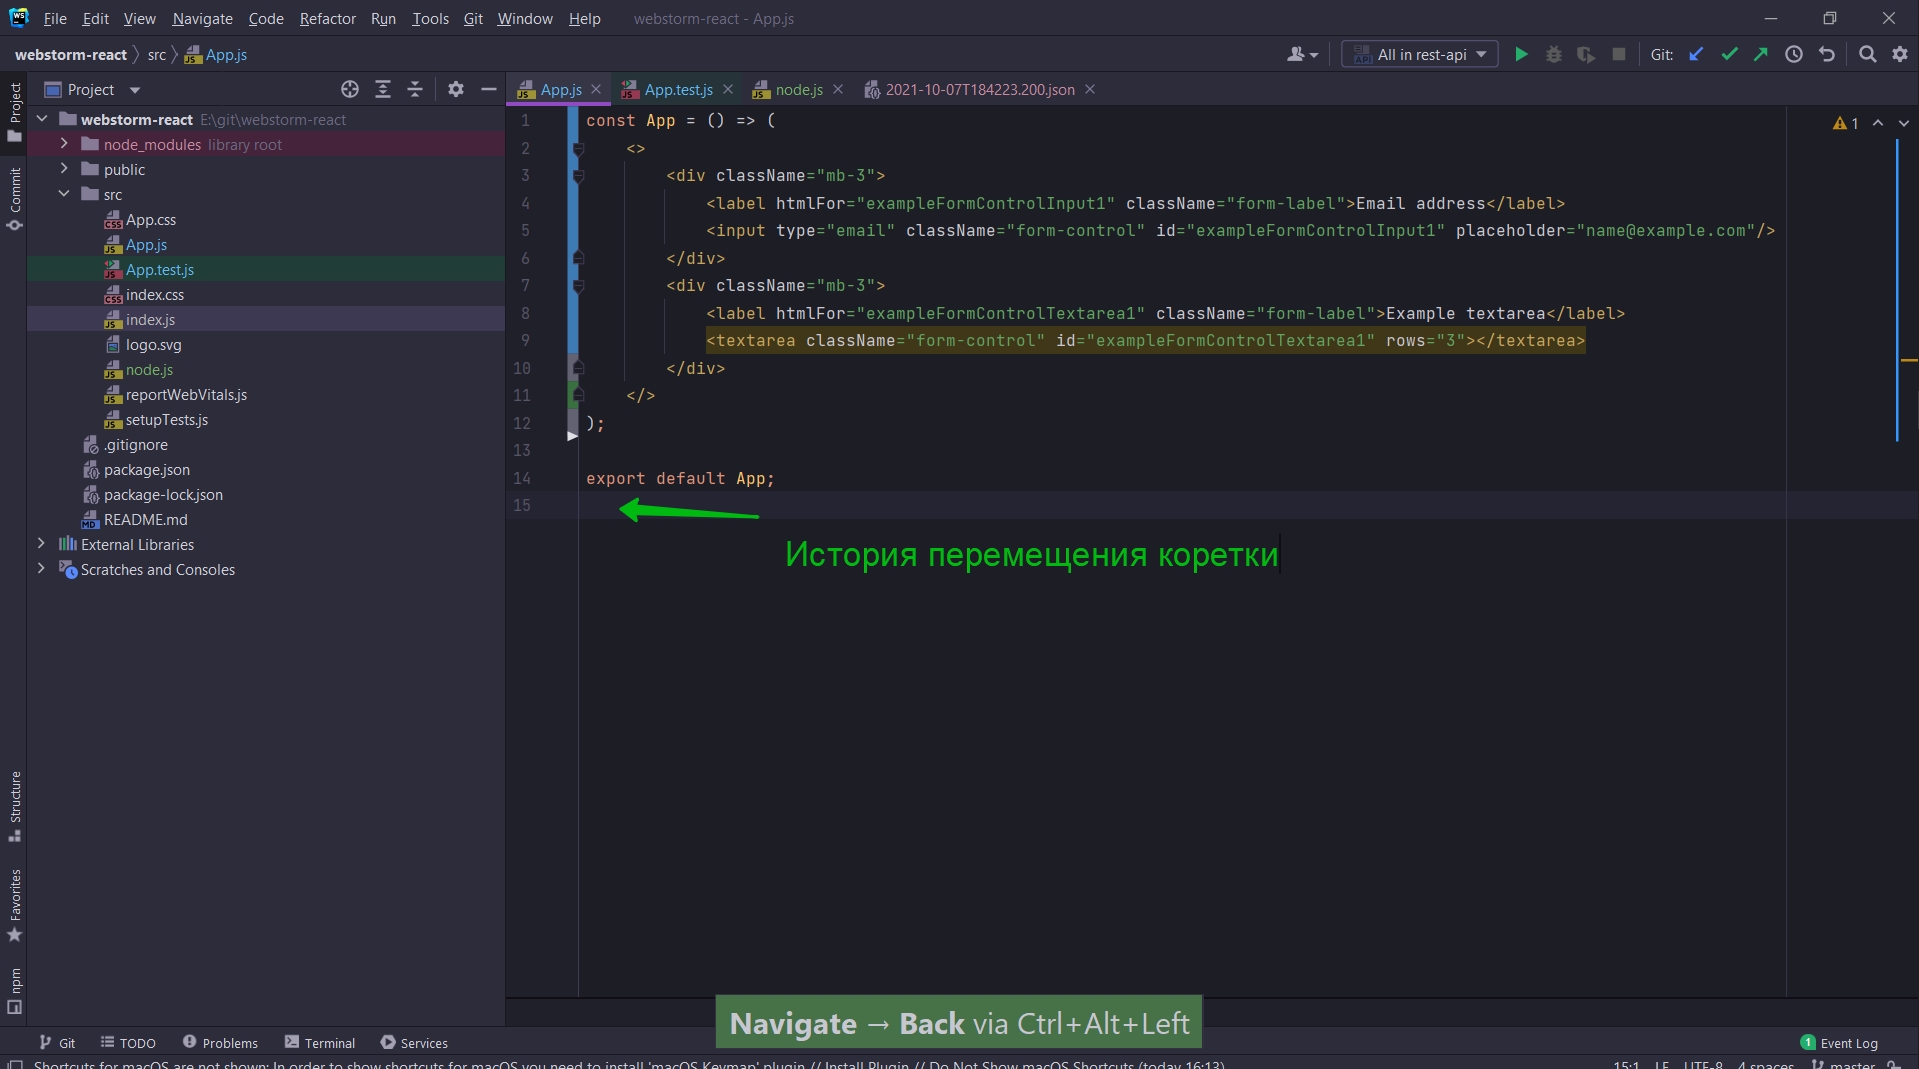 File Edit View Navigate Code Refactor Run Tools Git Window Help webstorm-react - App.js
webstorm-react src App.js All in rest-api Git:
Project App.js App.test.js node.js 2021-10-07T184223.200.json
webstorm-react E:\git\webstorm-react
node_modules library root
public
src
App.css
App.js
App.test.js
index.css
index.js
logo.svg
node.js
reportWebVitals.js
setupTests.js
.gitignore
package.json
package-lock.json
README.md
External Libraries
Scratches and Consoles
Project
Commit
Structure
Favorites
npm
1 const App = () => (
2 <>
3 <div className="mb-3">
4 <label htmlFor="exampleFormControlInput1" className="form-label">Email address</label>
5 <input type="email" className="form-control" id="exampleFormControlInput1" placeholder="name@example.com"/>
6 </div>
7 <div className="mb-3">
8 <label htmlFor="exampleFormControlTextarea1" className="form-label">Example textarea</label>
9 <textarea className="form-control" id="exampleFormControlTextarea1" rows="3"></textarea>
10 </div>
11 </>
12 );
13
14 export default App;
15
1
История перемещения коретки
Navigate → Back via Ctrl+Alt+Left
Git TODO Problems Terminal Services 1 Event Log
Shortcuts for macOS are not shown: In order to show shortcuts for macOS you need to install 'macOS Keymap' plugin // Install Plugin // Do Not Show macOS Shortcuts (today 16:13) 15:1 LF UTF-8 4 spaces master